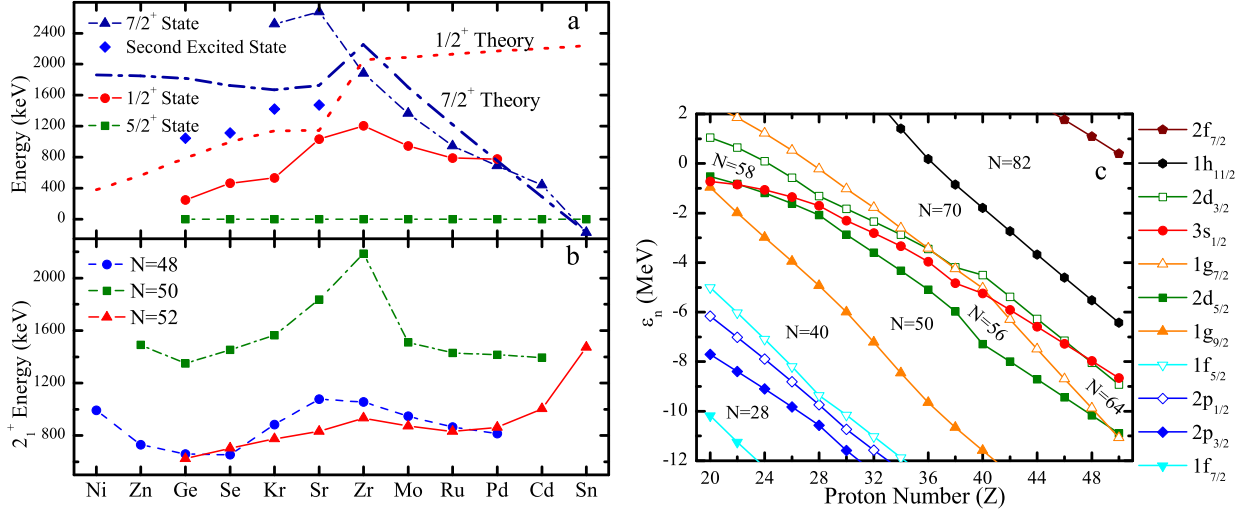 a
7/2⁺ State
Second Excited State
1/2⁺ State
5/2⁺ State
1/2⁺ Theory
7/2⁺ Theory
Energy (keV)
2400
2000
1600
1200
800
400
0
b
N=48
N=50
N=52
2₁⁺ Energy (keV)
2200
1800
1400
1000
800
Ni Zn Ge Se Kr Sr Zr Mo Ru Pd Cd Sn
c
N=82
N=58
N=70
N=40
N=50
N=56
N=64
N=28
εₙ (MeV)
2
0
-2
-4
-6
-8
-10
-12
20 24 28 32 36 40 44 48
Proton Number (Z)
2f₇/₂
1h₁₁/₂
2d₃/₂
3s₁/₂
1g₇/₂
2d₅/₂
1g₉/₂
1f₅/₂
2p₁/₂
2p₃/₂
1f₇/₂